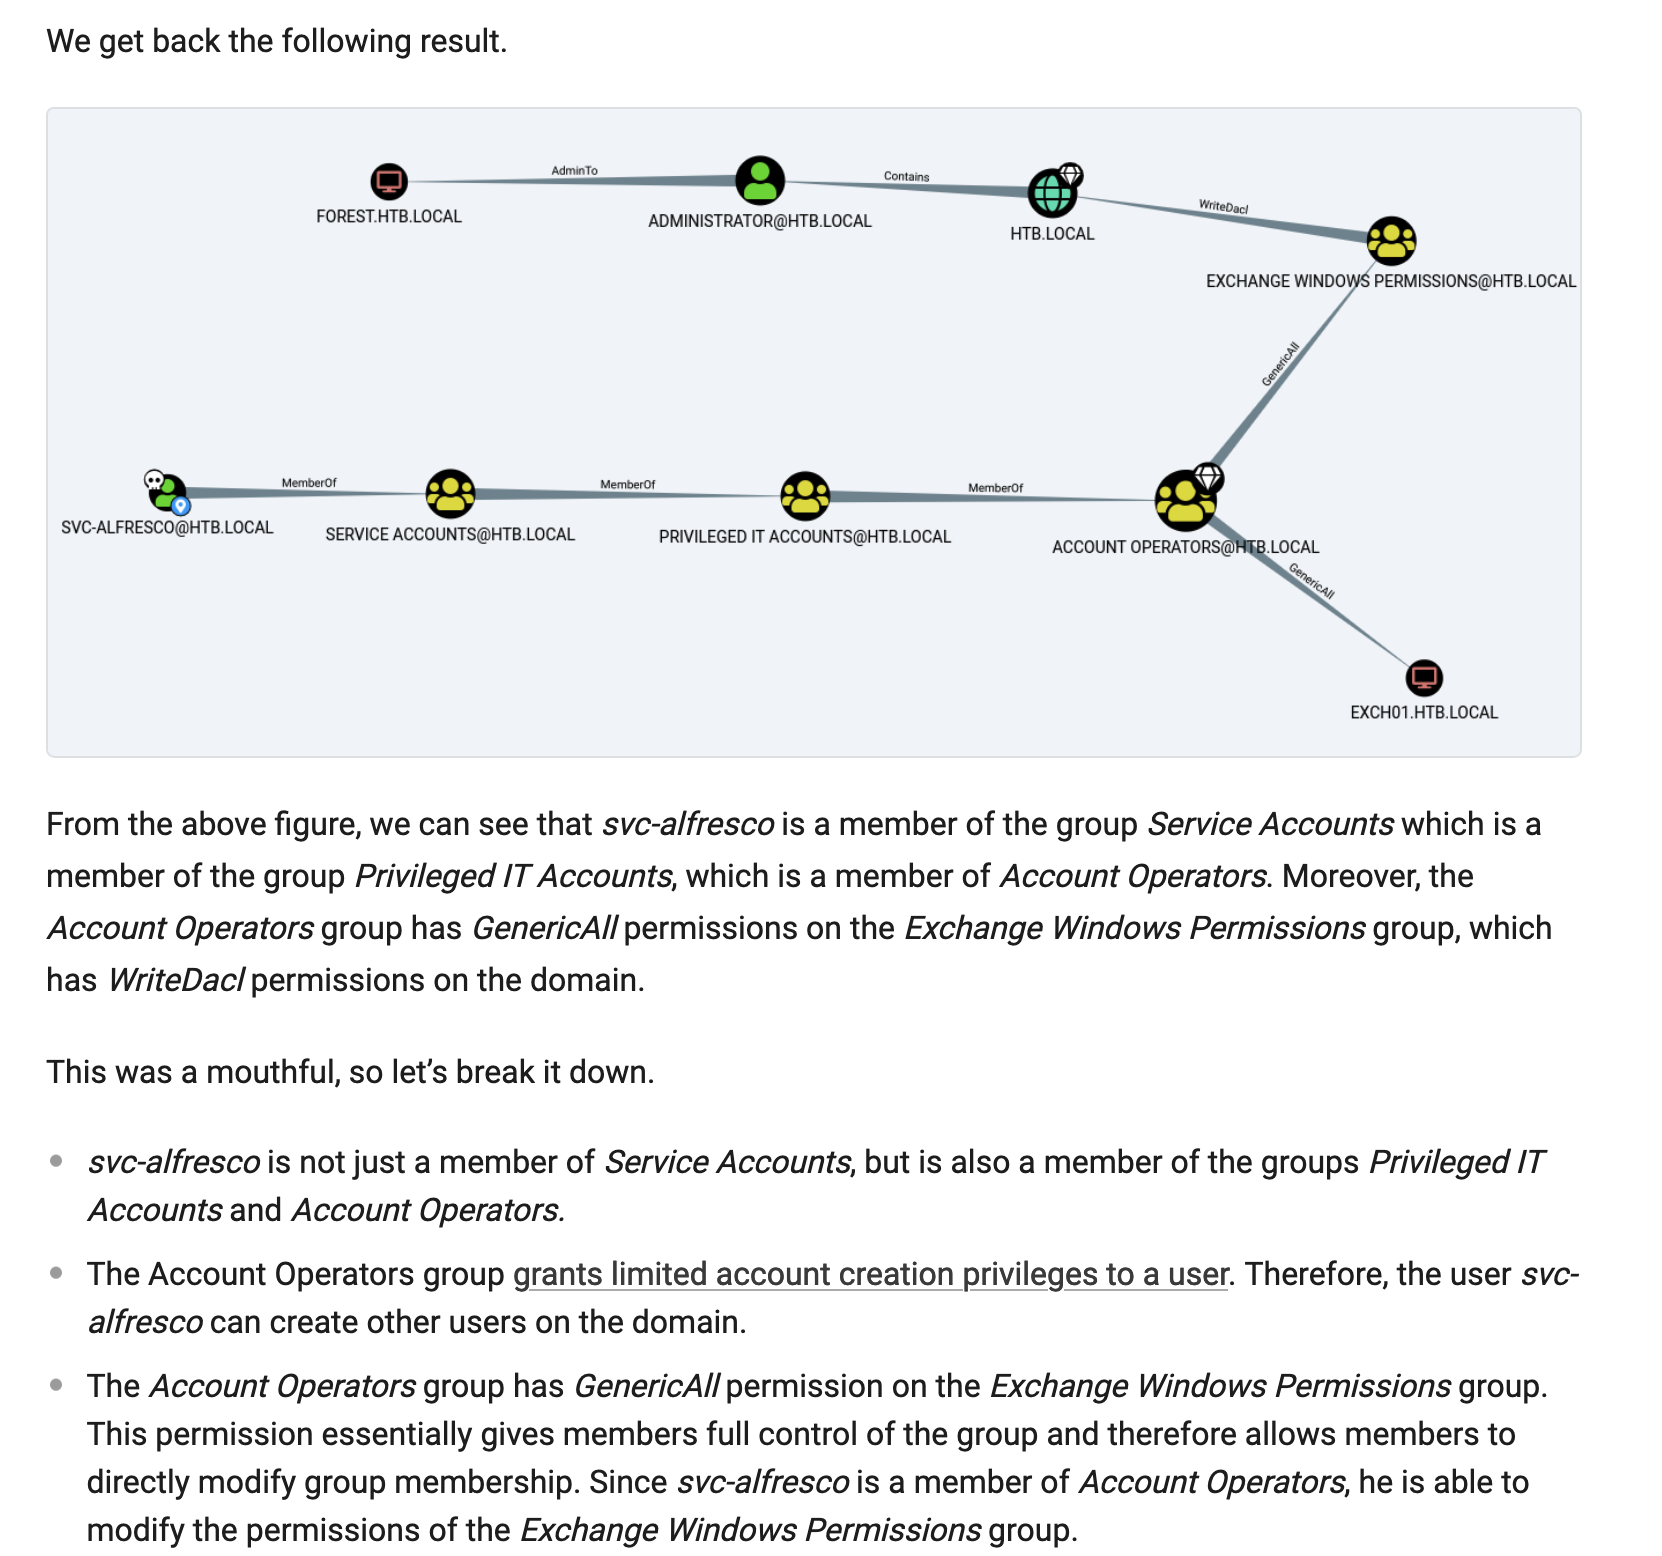 We get back the following result.
AdminTo
Contains
WriteDacl
FOREST.HTB.LOCAL
ADMINISTRATOR@HTB.LOCAL
HTB.LOCAL
EXCHANGE WINDOWS PERMISSIONS@HTB.LOCAL
GenericAll
MemberOf
MemberOf
MemberOf
SVC-ALFRESCO@HTB.LOCAL
SERVICE ACCOUNTS@HTB.LOCAL
PRIVILEGED IT ACCOUNTS@HTB.LOCAL
ACCOUNT OPERATORS@HTB.LOCAL
GenericAll
EXCH01.HTB.LOCAL
From the above figure, we can see that svc-alfresco is a member of the group Service Accounts which is a
member of the group Privileged IT Accounts, which is a member of Account Operators. Moreover, the
Account Operators group has GenericAll permissions on the Exchange Windows Permissions group, which
has WriteDacl permissions on the domain.
This was a mouthful, so let’s break it down.
svc-alfresco is not just a member of Service Accounts, but is also a member of the groups Privileged IT
Accounts and Account Operators.
The Account Operators group grants limited account creation privileges to a user. Therefore, the user svc-
alfresco can create other users on the domain.
The Account Operators group has GenericAll permission on the Exchange Windows Permissions group.
This permission essentially gives members full control of the group and therefore allows members to
directly modify group membership. Since svc-alfresco is a member of Account Operators, he is able to
modify the permissions of the Exchange Windows Permissions group.